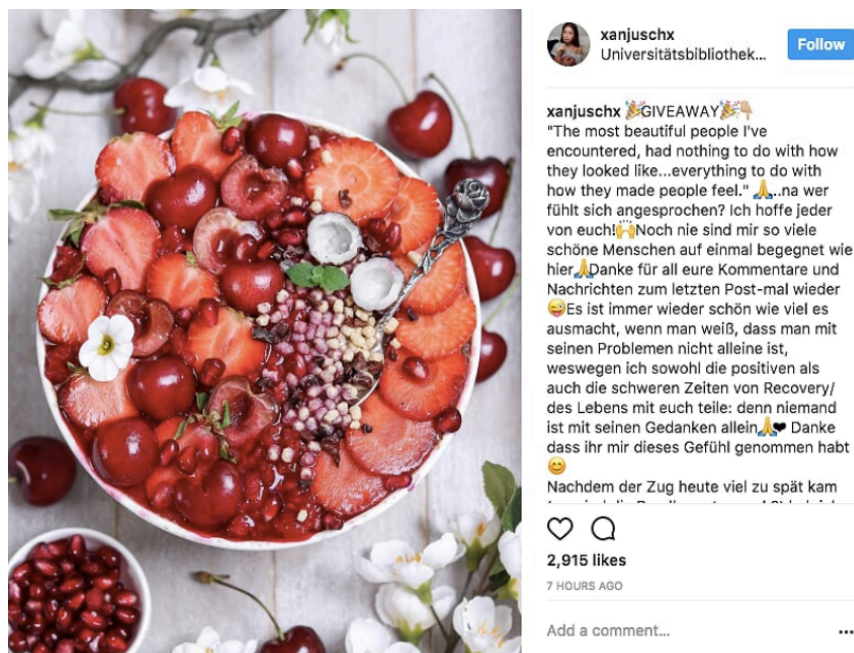 xanjuschx
Universitätsbibliothek...
Follow
xanjuschx 🎉GIVEAWAY🎉👇🏼
"The most beautiful people I've
encountered, had nothing to do with how
they looked like...everything to do with
how they made people feel." 🙏..na wer
fühlt sich angesprochen? Ich hoffe jeder
von euch!🙌Noch nie sind mir so viele
schöne Menschen auf einmal begegnet wie
hier🙏Danke für all eure Kommentare und
Nachrichten zum letzten Post-mal wieder
😜Es ist immer wieder schön wie viel es
ausmacht, wenn man weiß, dass man mit
seinen Problemen nicht alleine ist,
weswegen ich sowohl die positiven als
auch die schweren Zeiten von Recovery/
des Lebens mit euch teile: denn niemand
ist mit seinen Gedanken allein🙏❤ Danke
dass ihr mir dieses Gefühl genommen habt
😊
Nachdem der Zug heute viel zu spät kam
2,915 likes
7 HOURS AGO
Add a comment...